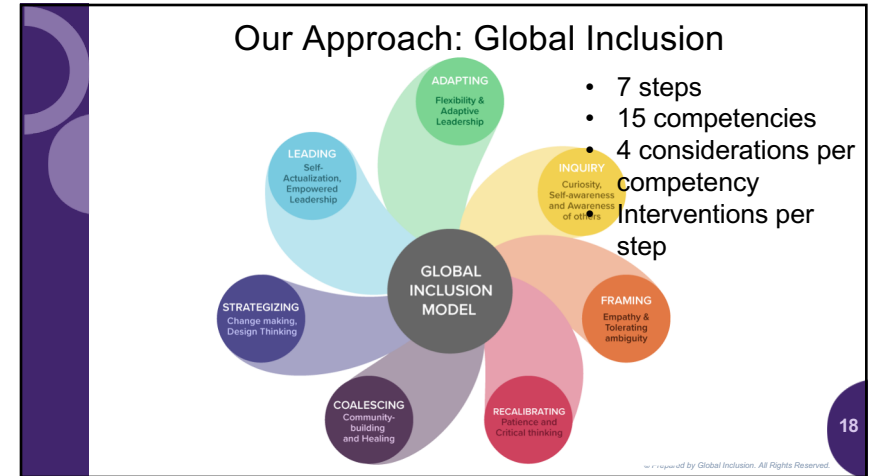 Our Approach: Global Inclusion
• 7 steps
• 15 competencies
• 4 considerations per
competency
• Interventions per
step
ADAPTING
Flexibility &
Adaptive
Leadership
INQUIRY
Curiosity,
Self-awareness
and Awareness
of others
FRAMING
Empathy &
Tolerating
ambiguity
RECALIBRATING
Patience and
Critical thinking
COALESCING
Community-
building
and Healing
STRATEGIZING
Change making,
Design Thinking
LEADING
Self-
Actualization,
Empowered
Leadership
GLOBAL
INCLUSION
MODEL
18
© Prepared by Global Inclusion. All Rights Reserved.